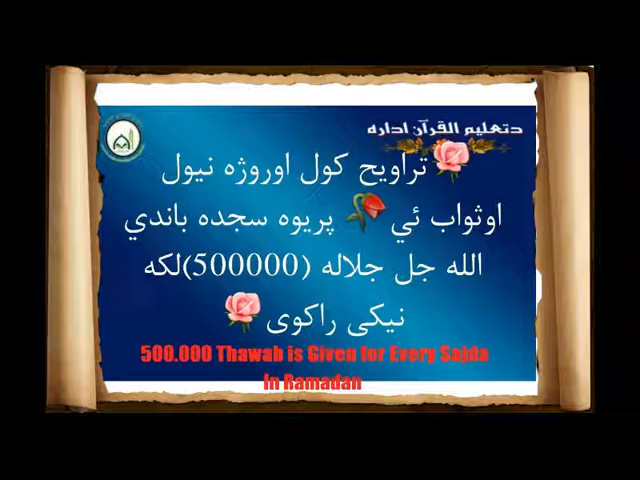 دتعلیم القرآن اداره
تراویح کول اوروژه نیول
اوثواب ئي پریوه سجده باندي
الله جل جلاله (500000)لکه
نیکی راکوی
500.000 Thawab is Given for Every Sajda
In Ramadan